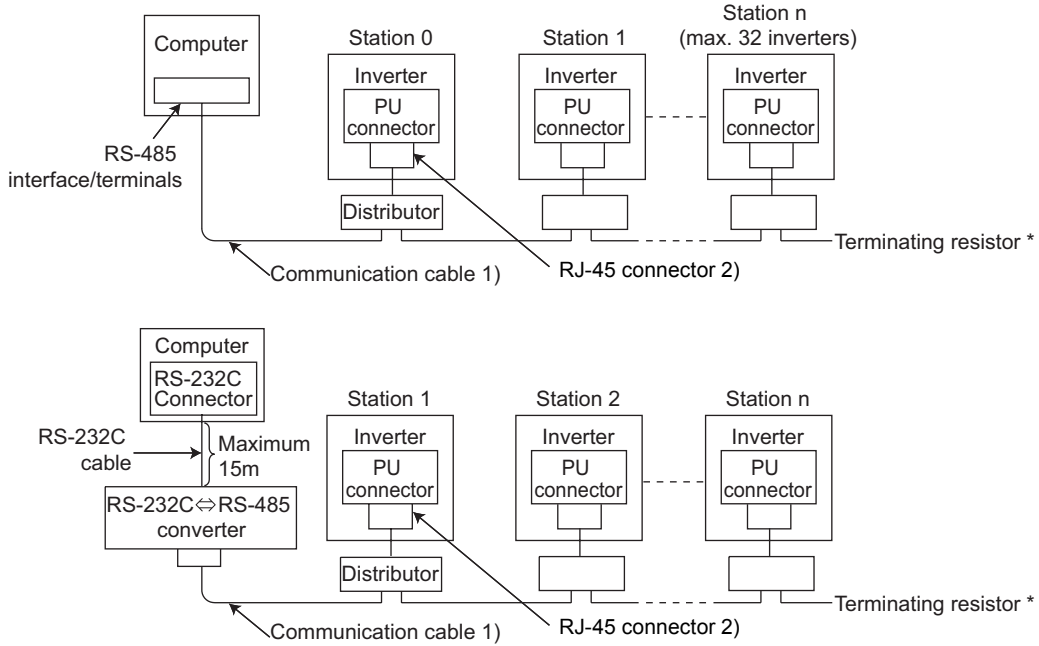 Computer
RS-485
interface/terminals
Station 0
Inverter
PU
connector
Distributor
Station 1
Inverter
PU
connector
Station n
(max. 32 inverters)
Inverter
PU
connector
Terminating resistor *
Communication cable 1)
RJ-45 connector 2)
Computer
RS-232C
Connector
RS-232C
cable
Maximum
15m
RS-232C⇔RS-485
converter
Station 1
Inverter
PU
connector
Distributor
Station 2
Inverter
PU
connector
Station n
Inverter
PU
connector
Terminating resistor *
Communication cable 1)
RJ-45 connector 2)